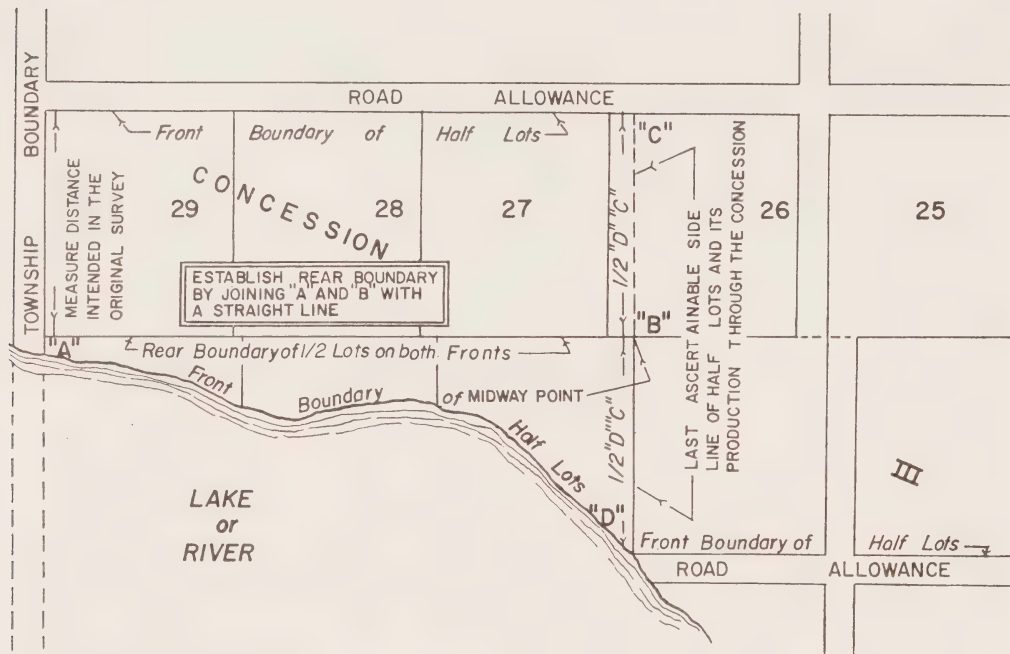 ROAD ALLOWANCE
TOWNSHIP BOUNDARY
Front Boundary of Half Lots
MEASURE DISTANCE
INTENDED IN THE
ORIGINAL SURVEY
CONCESSION
29
28
27
26
25
"C"
1/2 "D" "C"
ESTABLISH REAR BOUNDARY
BY JOINING "A" AND "B" WITH
A STRAIGHT LINE
"B"
"A"
Rear Boundary of 1/2 Lots on both Fronts
LAST ASCERTAINABLE SIDE
LINE OF HALF LOTS AND ITS
PRODUCTION THROUGH THE CONCESSION
Front Boundary of Half Lots
MIDWAY POINT
1/2 "D" "C"
"D"
LAKE
or
RIVER
III
Front Boundary of Half Lots
ROAD ALLOWANCE